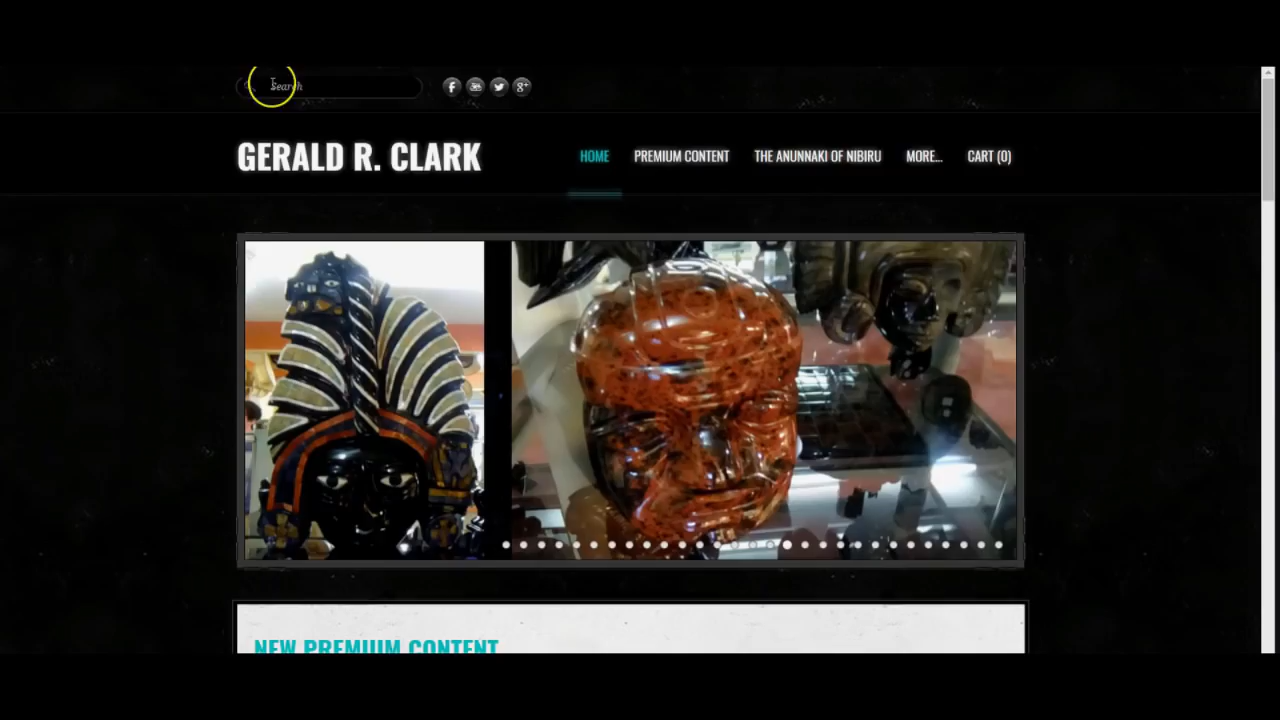 Search
GERALD R. CLARK
HOME PREMIUM CONTENT THE ANUNNAKI OF NIBIRU MORE... CART (0)
NEW PREMIUM CONTENT